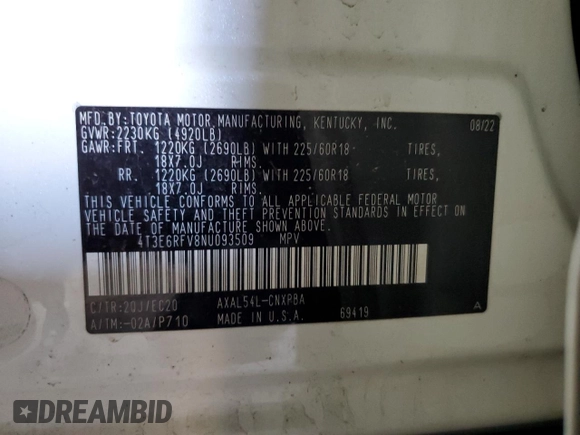 MFD. BY: TOYOTA MOTOR MANUFACTURING, KENTUCKY, INC. 08/22
GVWR: 2230KG (4920LB)
GAWR: FRT. 1220KG (2690LB) WITH 225/60R18 TIRES,
18X7.0J RIMS.
RR. 1220KG (2690LB) WITH 225/60R18 TIRES,
18X7.0J RIMS.
THIS VEHICLE CONFORMS TO ALL APPLICABLE FEDERAL MOTOR
VEHICLE SAFETY AND THEFT PREVENTION STANDARDS IN EFFECT ON
THE DATE OF MANUFACTURE SHOWN ABOVE.
4T3E6RFV8NU093509 MPV
C/TR: 20J/EC20 AXAL54L-CNXPBA A
A/TM: -02A/P710 MADE IN U.S.A. 69419
DREAMBID